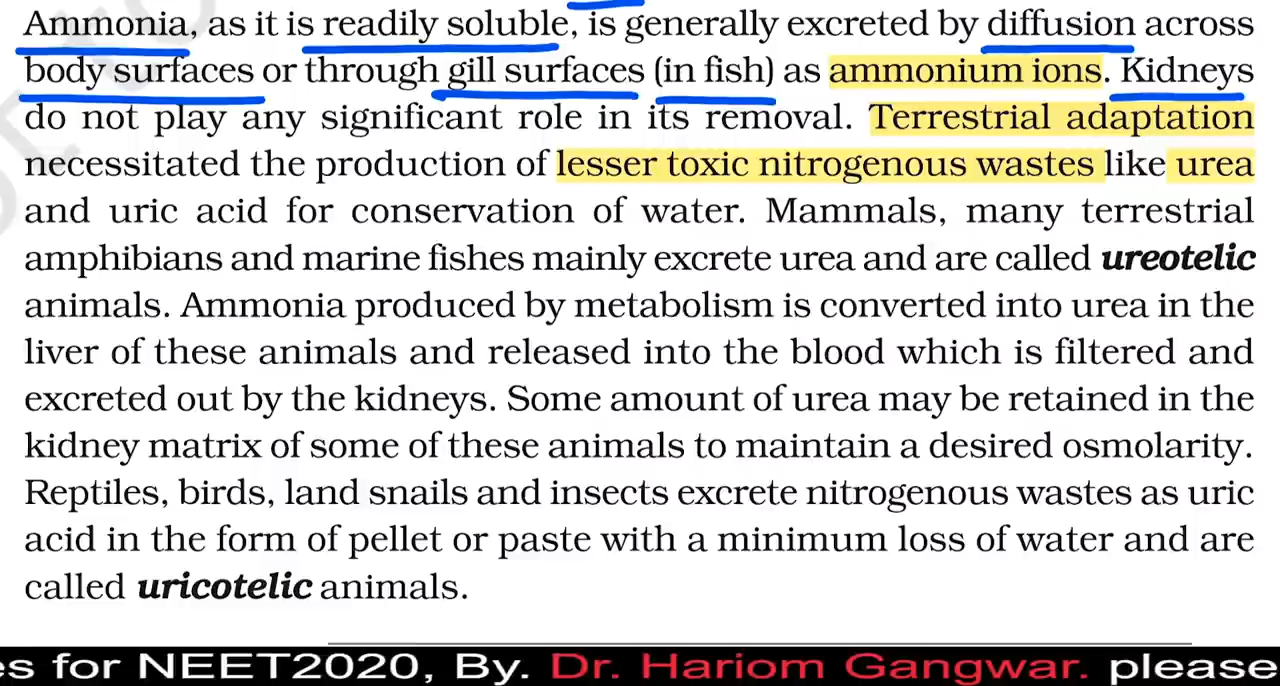 Ammonia, as it is readily soluble, is generally excreted by diffusion across
body surfaces or through gill surfaces (in fish) as ammonium ions. Kidneys
do not play any significant role in its removal. Terrestrial adaptation
necessitated the production of lesser toxic nitrogenous wastes like urea
and uric acid for conservation of water. Mammals, many terrestrial
amphibians and marine fishes mainly excrete urea and are called ureotelic
animals. Ammonia produced by metabolism is converted into urea in the
liver of these animals and released into the blood which is filtered and
excreted out by the kidneys. Some amount of urea may be retained in the
kidney matrix of some of these animals to maintain a desired osmolarity.
Reptiles, birds, land snails and insects excrete nitrogenous wastes as uric
acid in the form of pellet or paste with a minimum loss of water and are
called uricotelic animals.
es for NEET2020, By. Dr. Hariom Gangwar. please